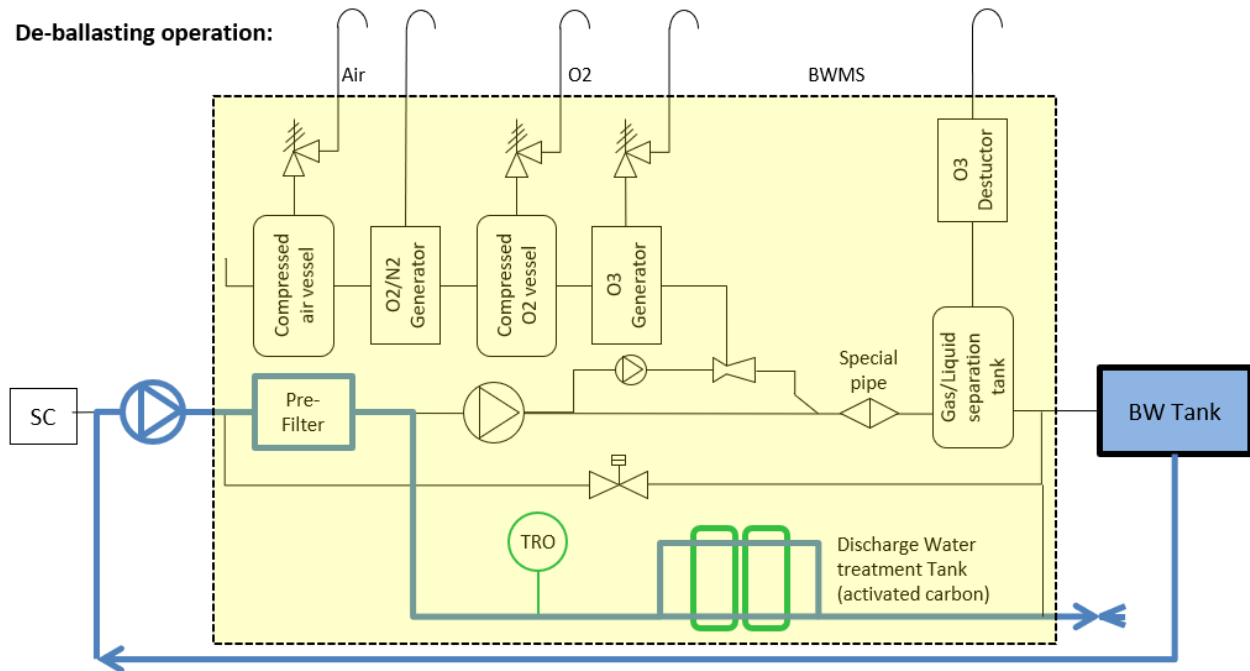 De-ballasting operation:
Air
O2
BWMS
Compressed
air vessel
O2/N2
Generator
Compressed
O2 vessel
O3
Generator
O3
Destuctor
Gas/Liquid
separation
tank
Special
pipe
SC
Pre-
Filter
BW Tank
TRO
Discharge Water
treatment Tank
(activated carbon)